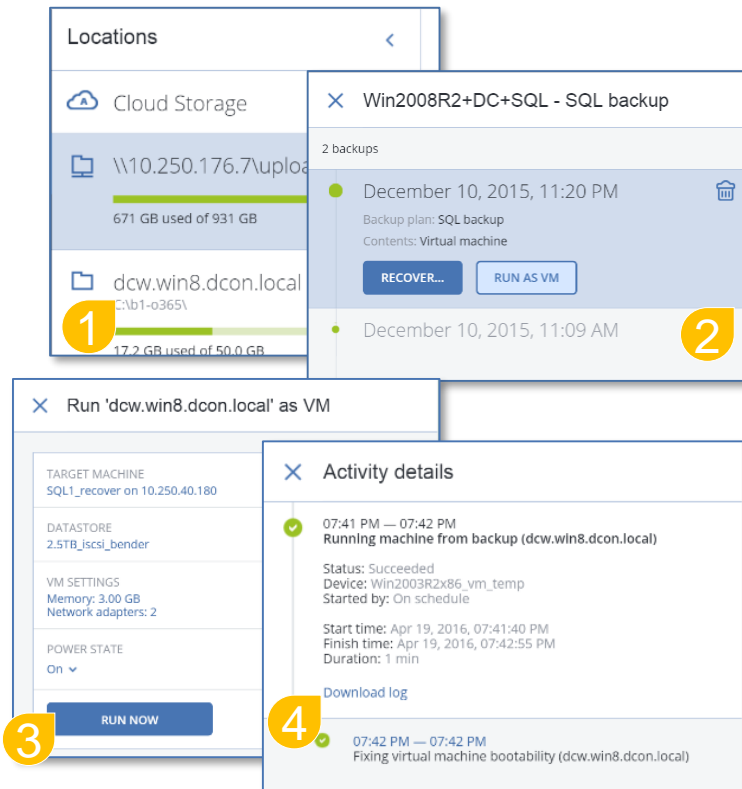 Locations
Cloud Storage
\\10.250.176.7\uploa
671 GB used of 931 GB
dcw.win8.dcon.local
C:\b1-o365\
17.2 GB used of 50.0 GB
1
Win2008R2+DC+SQL - SQL backup
2 backups
December 10, 2015, 11:20 PM
Backup plan: SQL backup
Contents: Virtual machine
RECOVER... RUN AS VM
December 10, 2015, 11:09 AM
2
Run 'dcw.win8.dcon.local' as VM
TARGET MACHINE
SQL1_recover on 10.250.40.180
DATASTORE
2.5TB_iscsi_bender
VM SETTINGS
Memory: 3.00 GB
Network adapters: 2
POWER STATE
On
RUN NOW
3
Activity details
07:41 PM — 07:42 PM
Running machine from backup (dcw.win8.dcon.local)
Status: Succeeded
Device: Win2003R2x86_vm_temp
Started by: On schedule
Start time: Apr 19, 2016, 07:41:40 PM
Finish time: Apr 19, 2016, 07:42:55 PM
Duration: 1 min
Download log
4
07:42 PM — 07:42 PM
Fixing virtual machine bootability (dcw.win8.dcon.local)